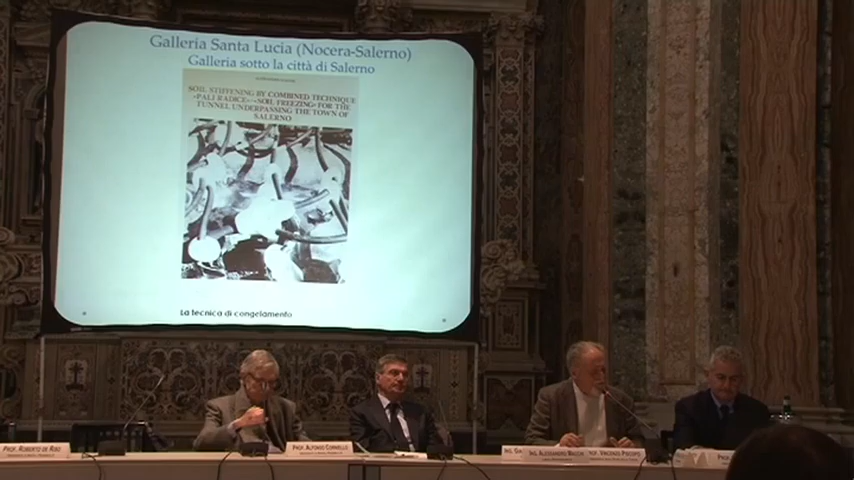 Galleria Santa Lucia (Nocera-Salerno)
Galleria sotto la città di Salerno
SOIL STIFFENING BY COMBINED TECHNIQUE
«PALI RADICE»-«SOIL FREEZING» FOR THE
TUNNEL UNDERPASSING THE TOWN OF
SALERNO
La tecnica di congelamento
PROF. ROBERTO DE RISO
PROF. ALFONSO CORNIELLO
ING. ALESSANDRO
PROF. VINCENZO
PROF.